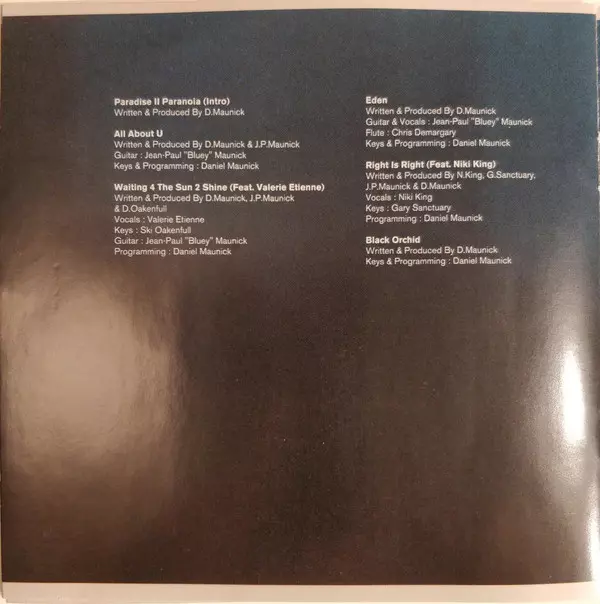 Paradise II Paranoia (Intro)
Written & Produced By D.Maunick
All About U
Written & Produced By D.Maunick & J.P.Maunick
Guitar : Jean-Paul "Bluey" Maunick
Keys & Programming : Daniel Maunick
Waiting 4 The Sun 2 Shine (Feat. Valerie Etienne)
Written & Produced By D.Maunick, J.P.Maunick
& D.Oakenfull
Vocals : Valerie Etienne
Keys : Ski Oakenfull
Guitar : Jean-Paul "Bluey" Maunick
Programming : Daniel Maunick
Eden
Written & Produced By D.Maunick
Guitar & Vocals : Jean-Paul "Bluey" Maunick
Flute : Chris Demargary
Keys & Programming : Daniel Maunick
Right Is Right (Feat. Niki King)
Written & Produced By N.King, G.Sanctuary,
J.P.Maunick & D.Maunick
Vocals : Niki King
Keys : Gary Sanctuary
Programming : Daniel Maunick
Black Orchid
Written & Produced By D.Maunick
Keys & Programming : Daniel Maunick